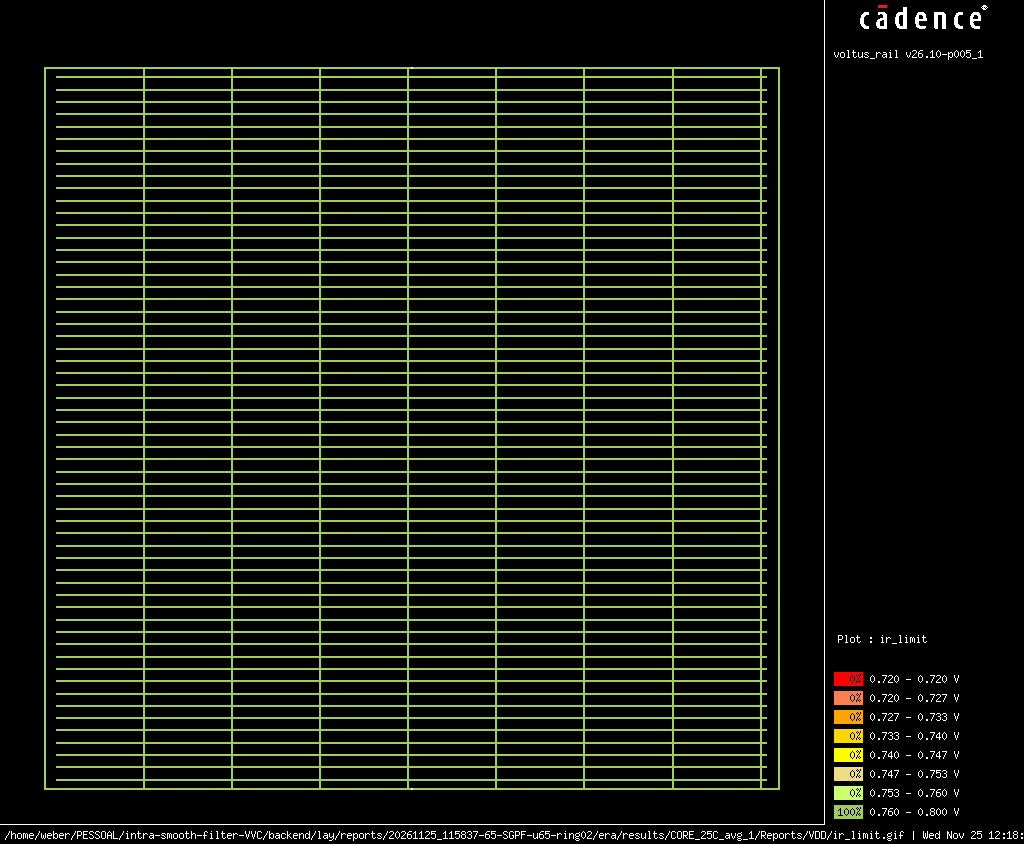 cādence®
voltus_rail v26.10-p005_1
Plot : ir_limit
0% 0.720 - 0.720 V
0% 0.720 - 0.727 V
0% 0.727 - 0.733 V
0% 0.733 - 0.740 V
0% 0.740 - 0.747 V
0% 0.747 - 0.753 V
0% 0.753 - 0.760 V
100% 0.760 - 0.800 V
/home/weber/PESSOAL/intra-smooth-filter-VVC/backend/lay/reports/20261125_115837-65-SGPF-u65-ring02/era/results/CORE_25C_avg_1/Reports/VDD/ir_limit.gif | Wed Nov 25 12:18: